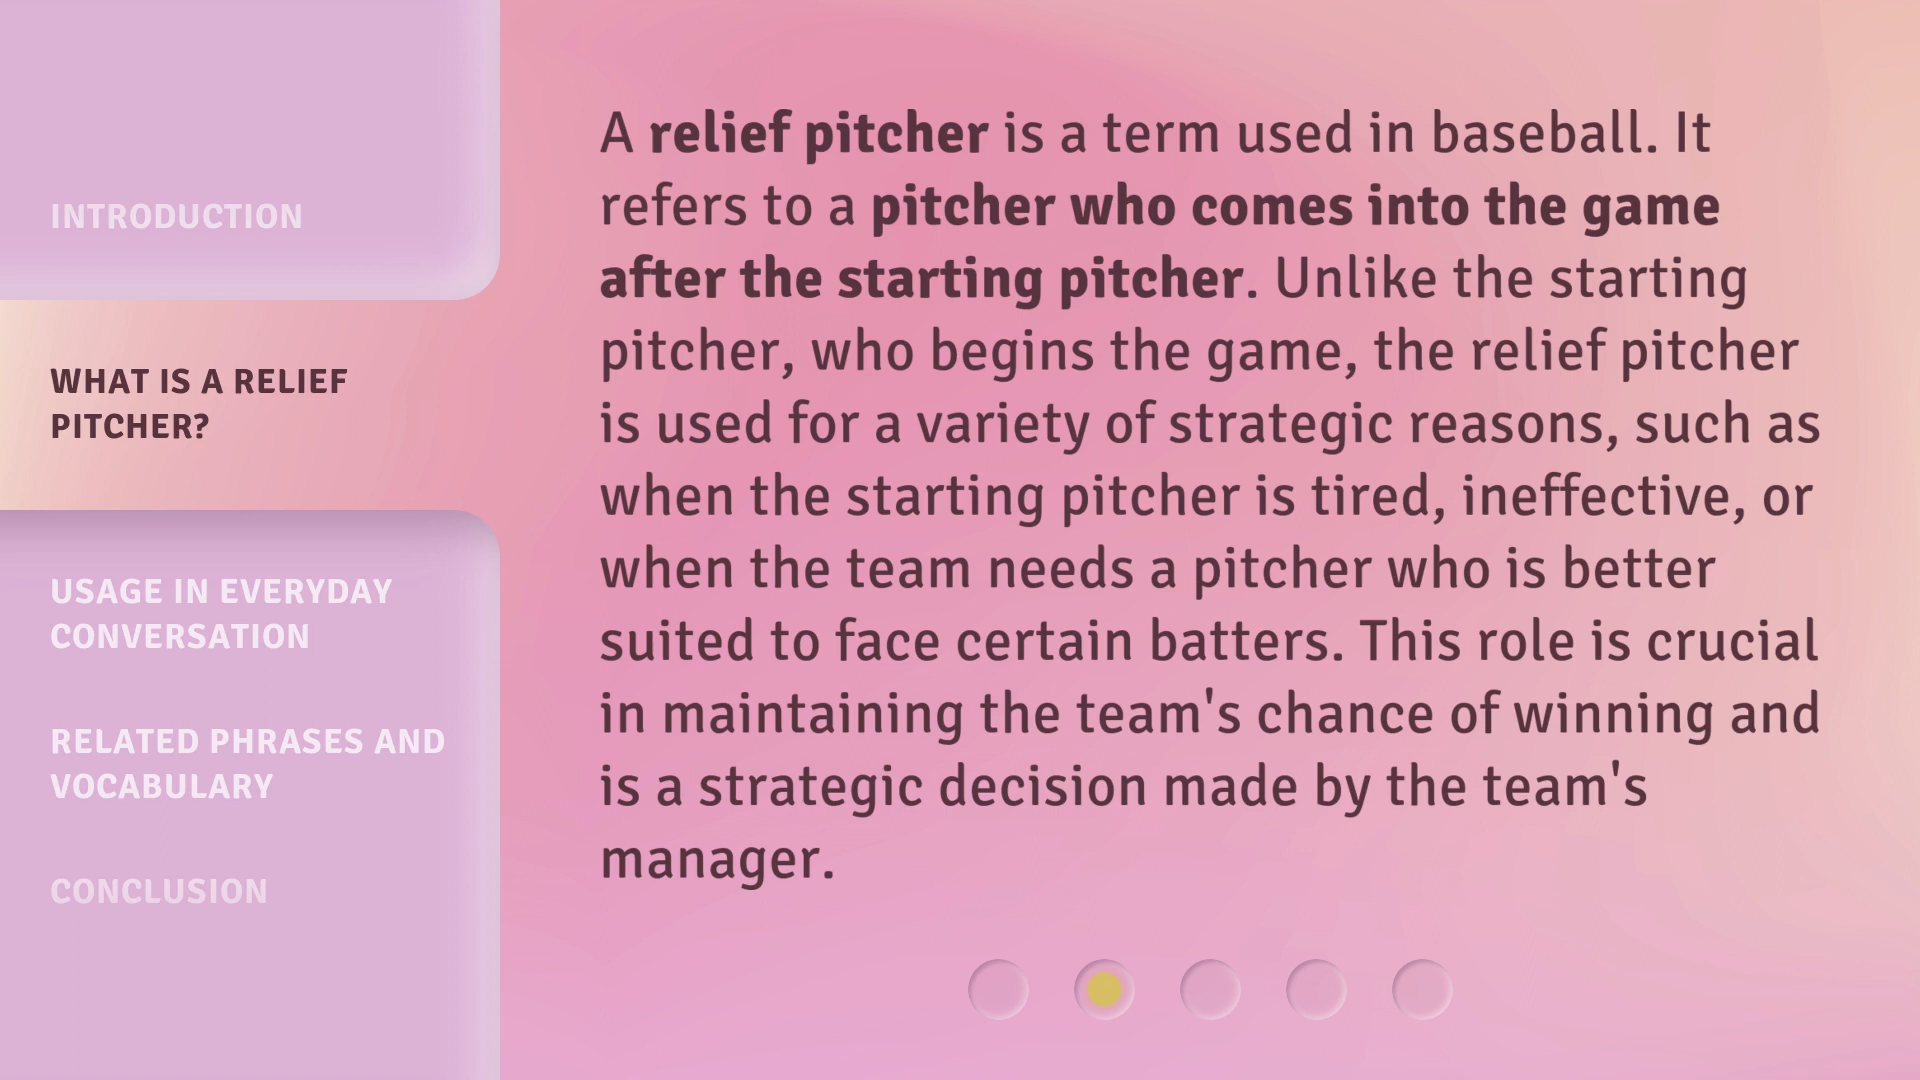 INTRODUCTION
WHAT IS A RELIEF
PITCHER?
USAGE IN EVERYDAY
CONVERSATION
RELATED PHRASES AND
VOCABULARY
CONCLUSION
A relief pitcher is a term used in baseball. It
refers to a pitcher who comes into the game
after the starting pitcher. Unlike the starting
pitcher, who begins the game, the relief pitcher
is used for a variety of strategic reasons, such as
when the starting pitcher is tired, ineffective, or
when the team needs a pitcher who is better
suited to face certain batters. This role is crucial
in maintaining the team's chance of winning and
is a strategic decision made by the team's
manager.